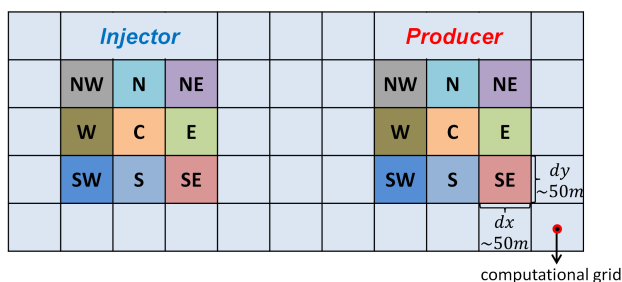 Injector Producer
NW N NE NW N NE
W C E W C E
SW S SE SW S SE
dy
~50m
dx
~50m
computational grid